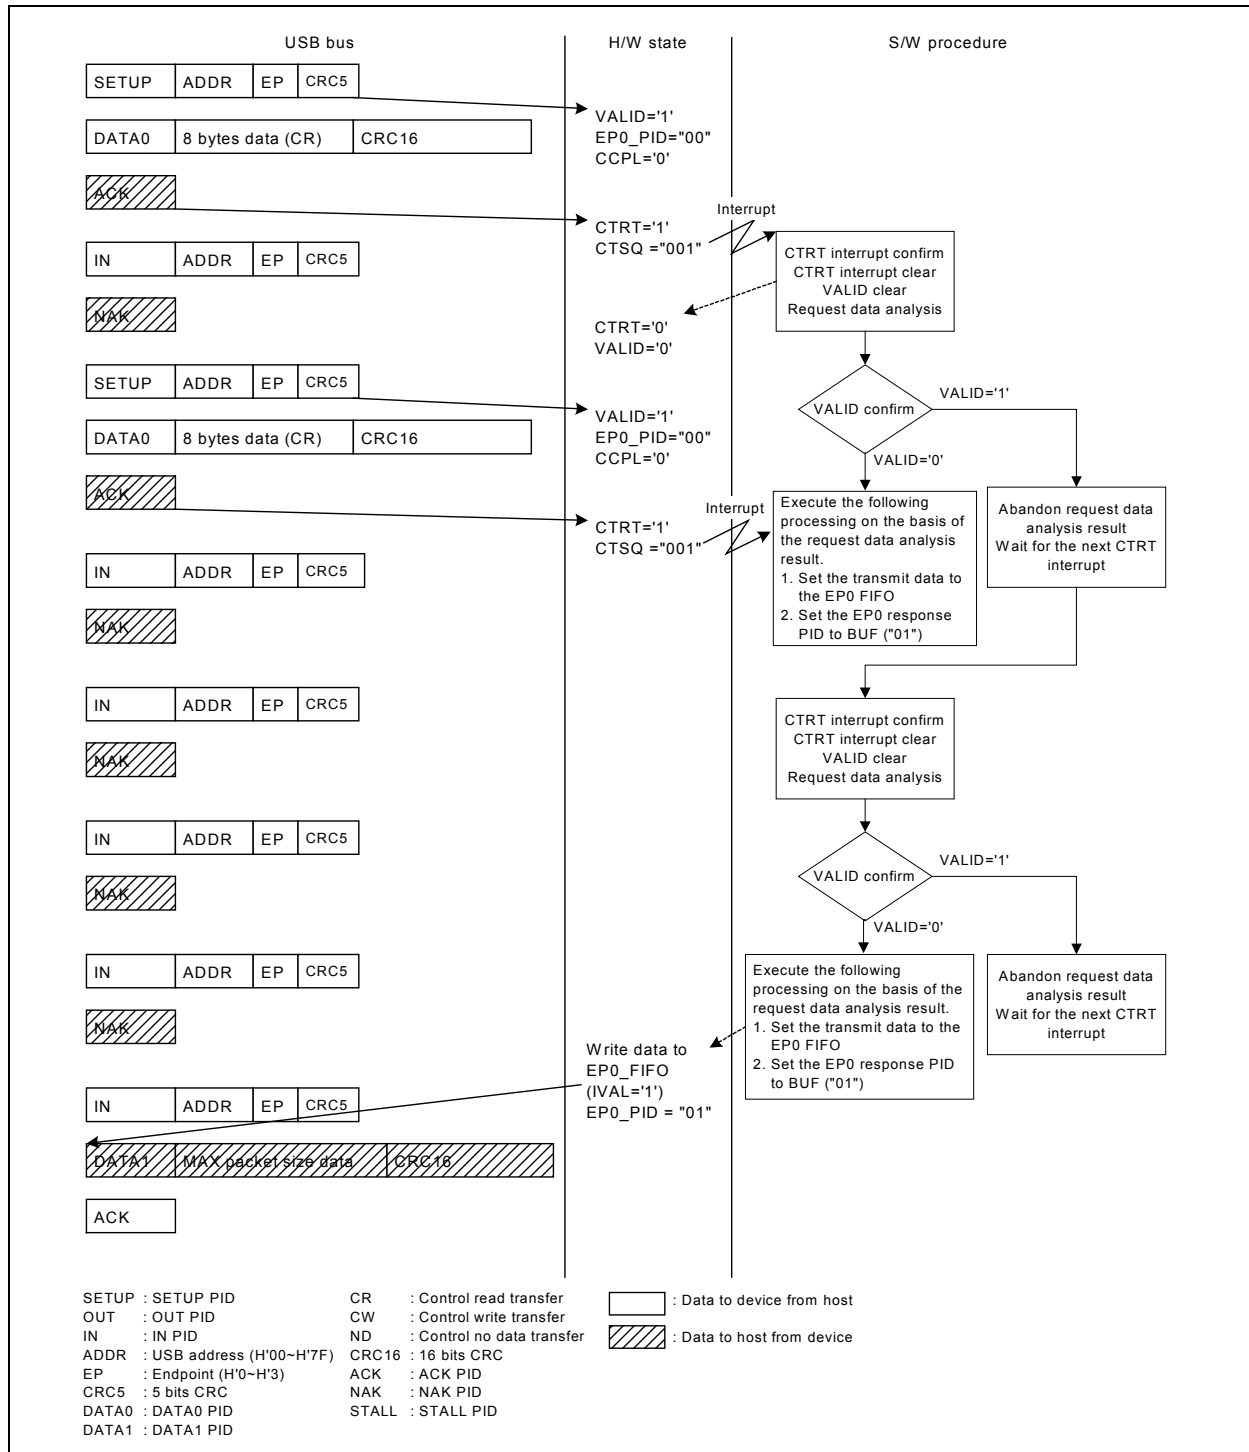 USB bus
H/W state
S/W procedure
SETUP ADDR EP CRC5
VALID='1'
EP0_PID="00"
CCPL='0'
DATA0 8 bytes data (CR) CRC16
ACK
CTRT='1'
CTSQ ="001"
Interrupt
CTRT interrupt confirm
CTRT interrupt clear
VALID clear
Request data analysis
IN ADDR EP CRC5
NAK
CTRT='0'
VALID='0'
SETUP ADDR EP CRC5
VALID='1'
EP0_PID="00"
CCPL='0'
VALID confirm
VALID='1'
VALID='0'
DATA0 8 bytes data (CR) CRC16
ACK
CTRT='1'
CTSQ ="001"
Interrupt
Execute the following
processing on the basis of
the request data analysis
result.
1. Set the transmit data to
the EP0 FIFO
2. Set the EP0 response
PID to BUF ("01")
Abandon request data
analysis result
Wait for the next CTRT
interrupt
IN ADDR EP CRC5
NAK
IN ADDR EP CRC5
NAK
CTRT interrupt confirm
CTRT interrupt clear
VALID clear
Request data analysis
IN ADDR EP CRC5
NAK
VALID confirm
VALID='1'
VALID='0'
IN ADDR EP CRC5
NAK
Execute the following
processing on the basis of the
request data analysis result.
1. Set the transmit data to the
EP0 FIFO
2. Set the EP0 response PID
to BUF ("01")
Abandon request data
analysis result
Wait for the next CTRT
interrupt
Write data to
EP0_FIFO
(IVAL='1')
EP0_PID = "01"
IN ADDR EP CRC5
DATA1 MAX packet size data CRC16
ACK
SETUP : SETUP PID
OUT : OUT PID
IN : IN PID
ADDR : USB address (H'00~H'7F)
EP : Endpoint (H'0~H'3)
CRC5 : 5 bits CRC
DATA0 : DATA0 PID
DATA1 : DATA1 PID
CR : Control read transfer
CW : Control write transfer
ND : Control no data transfer
CRC16 : 16 bits CRC
ACK : ACK PID
NAK : NAK PID
STALL : STALL PID
: Data to device from host
: Data to host from device